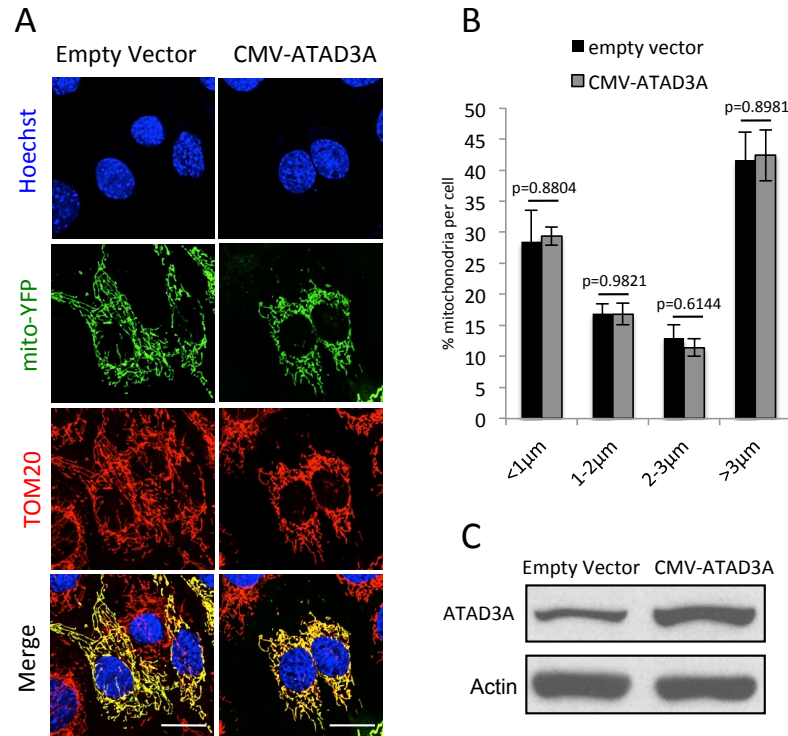 A
Empty Vector CMV-ATAD3A
Hoechst
mito-YFP
TOM20
Merge
B
empty vector
CMV-ATAD3A
% mitochonodria per cell
50
45
40
35
30
25
20
15
10
5
0
p=0.8804
p=0.9821
p=0.6144
p=0.8981
<1µm
1-2µm
2-3µm
>3µm
C
Empty Vector CMV-ATAD3A
ATAD3A
Actin